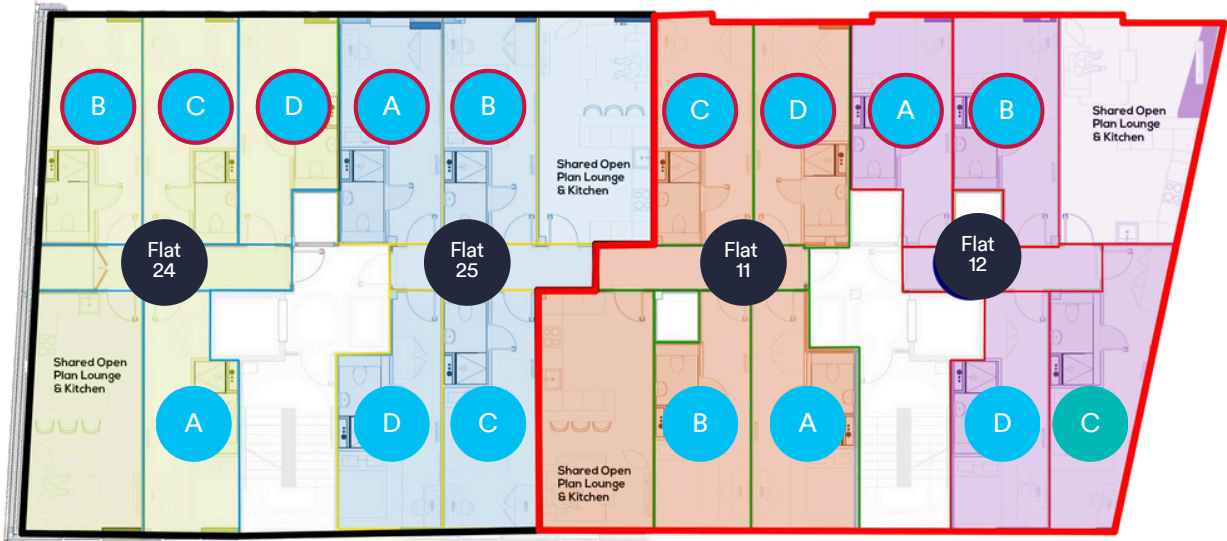 B
C
D
A
B
C
D
A
B
Shared Open
Plan Lounge
& Kitchen
Shared Open
Plan Lounge
& Kitchen
Flat
24
Flat
25
Flat
11
Flat
12
Shared Open
Plan Lounge
& Kitchen
A
D
C
B
A
D
C
Shared Open
Plan Lounge
& Kitchen